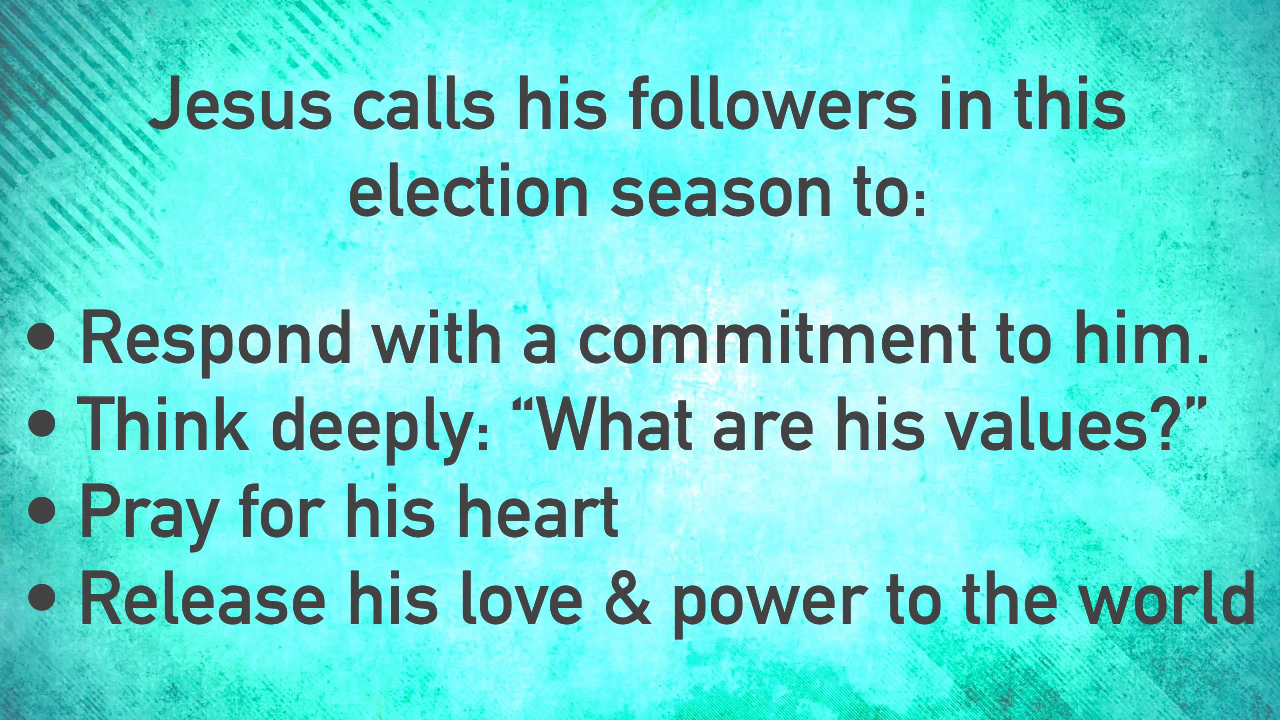 Jesus calls his followers in this
election season to:
• Respond with a commitment to him.
• Think deeply: “What are his values?”
• Pray for his heart
• Release his love & power to the world